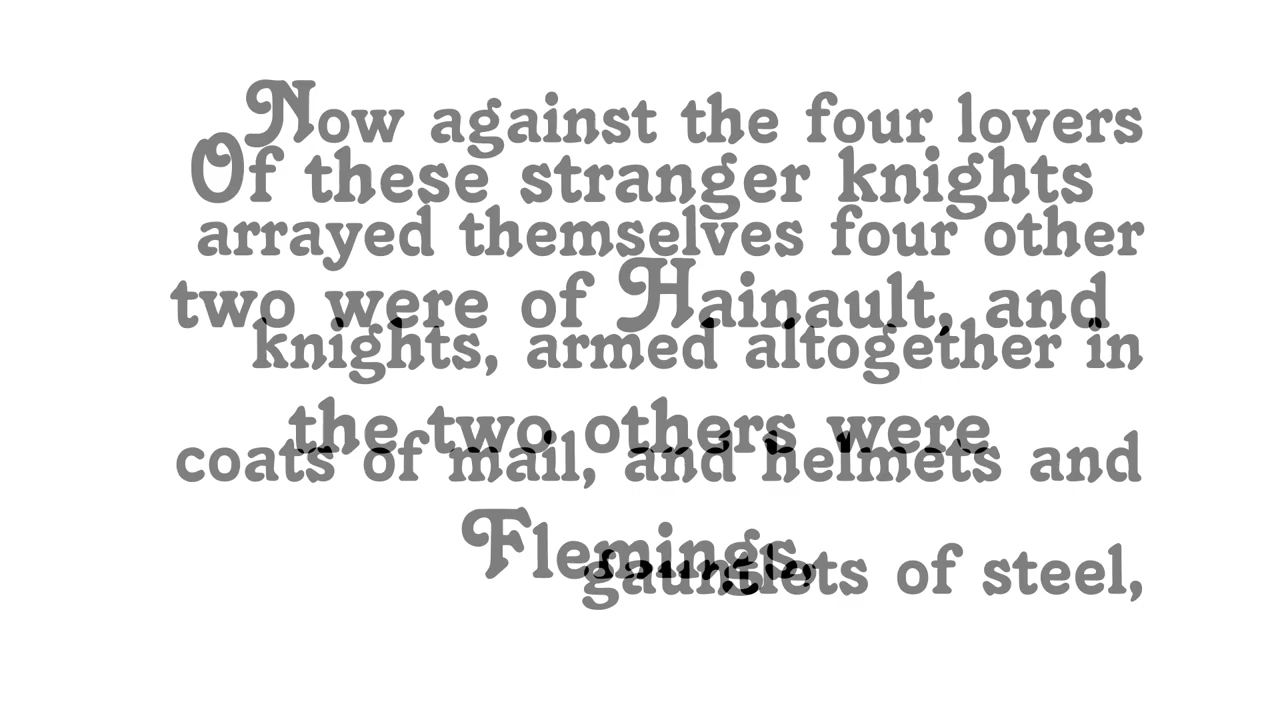 Now against the four lovers
Of these stranger knights
arrayed themselves four other
two were of Hainault, and
knights, armed altogether in
the two others were
coats of mail, and helmets and
Flemings,
gauntlets of steel,